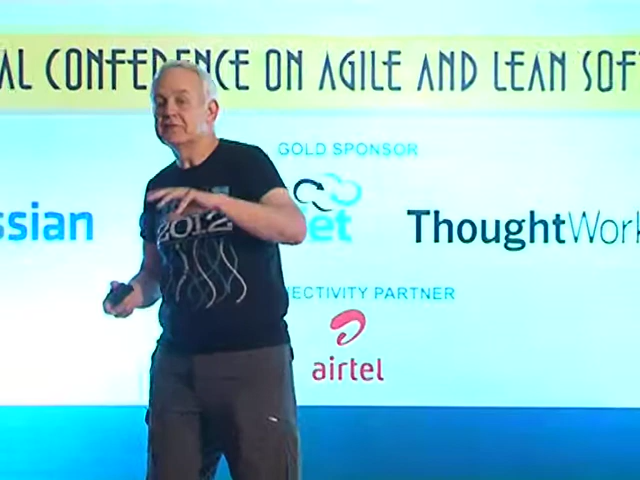 AL CONFERENCE ON AGILE AND LEAN SOF
GOLD SPONSOR
ssian
et
ThoughtWork
2012
ECTIVITY PARTNER
airtel